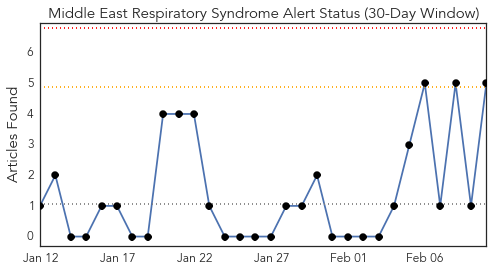 Middle East Respiratory Syndrome Alert Status (30-Day Window)
Articles Found
6
5
4
3
2
1
0
Jan 12 Jan 17 Jan 22 Jan 27 Feb 01 Feb 06